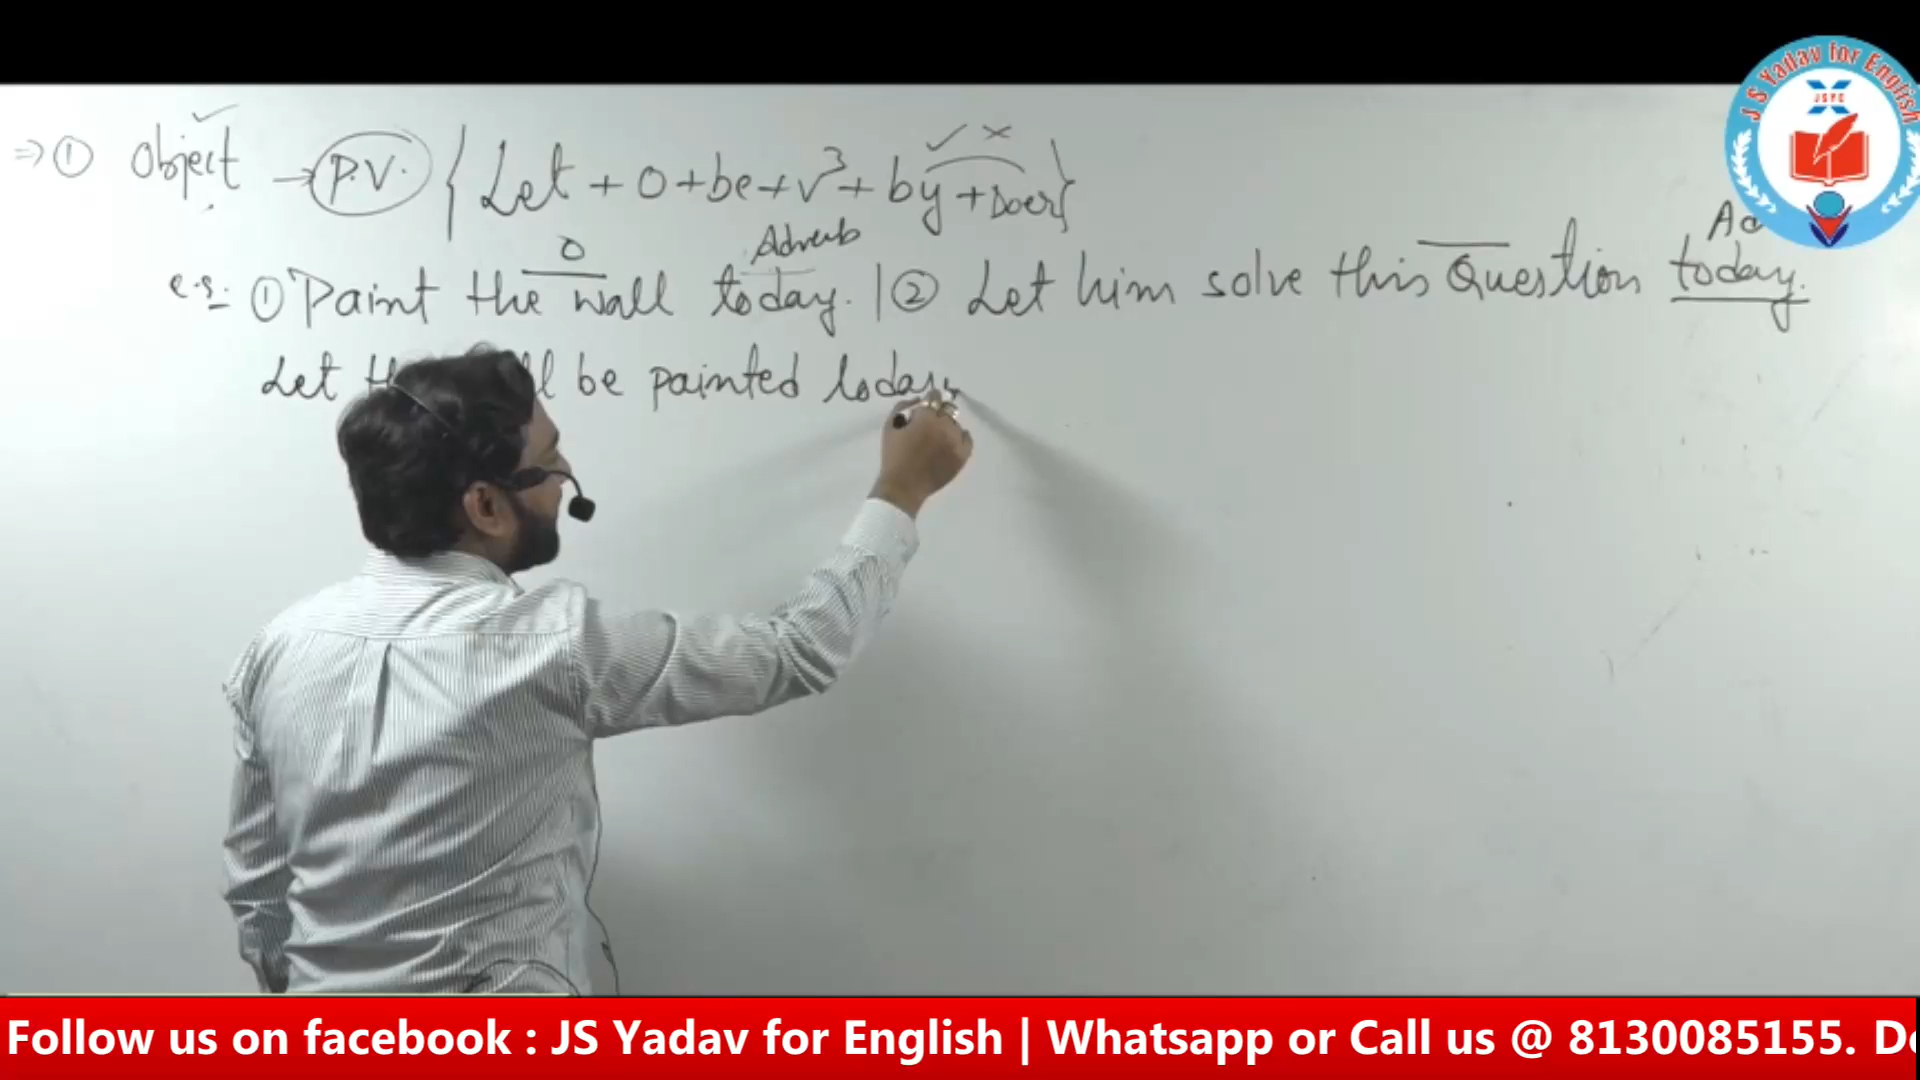 J S Yadav for English
JSYC
⇒ ① Object → P.V. { Let + O + be + V³ + by + Doer }
O Adverb
e.g. ① Paint the wall today. | ② Let him solve this Question today.
Let be painted today
Follow us on facebook : JS Yadav for English | Whatsapp or Call us @ 8130085155.